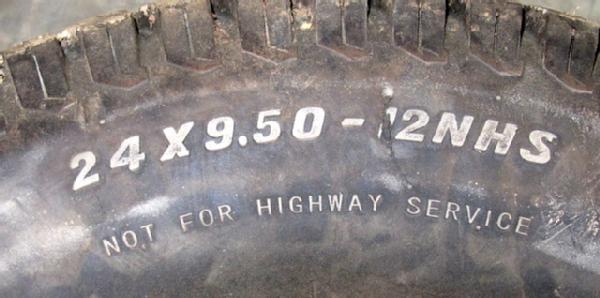 24X9.50-12NHS
NOT FOR HIGHWAY SERVICE